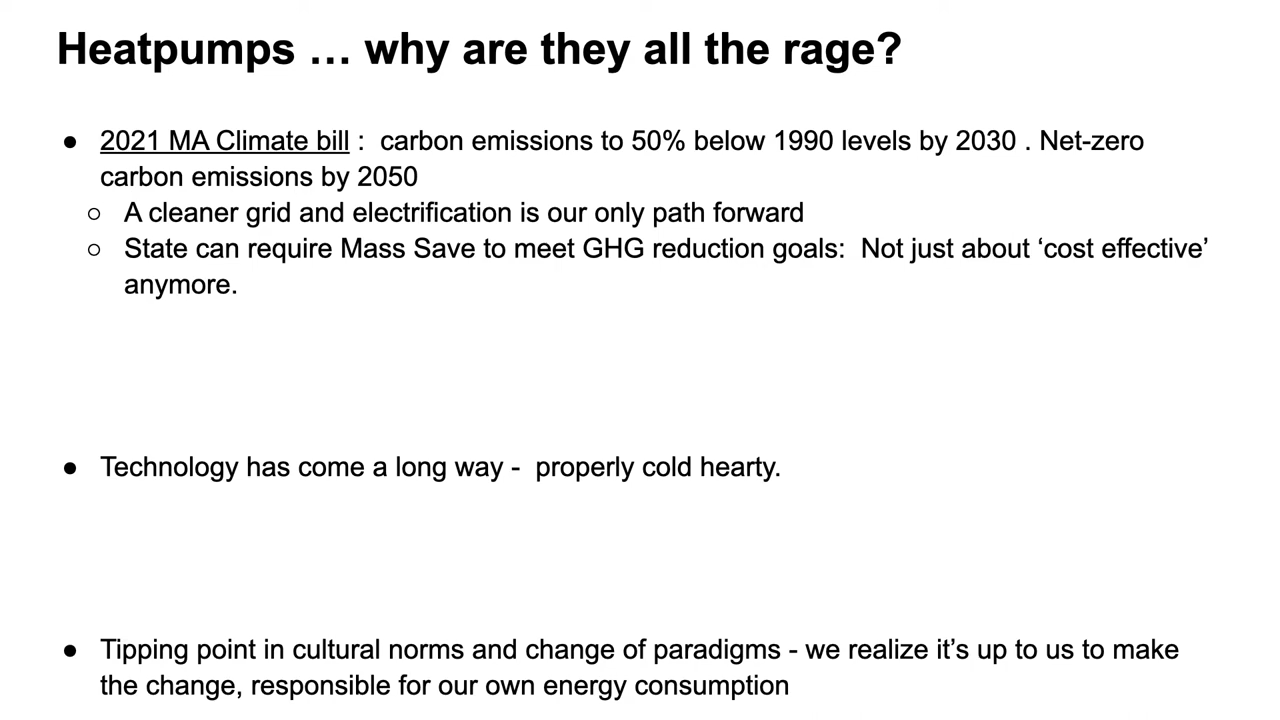 Heatpumps … why are they all the rage?
● 2021 MA Climate bill : carbon emissions to 50% below 1990 levels by 2030 . Net-zero
carbon emissions by 2050
○ A cleaner grid and electrification is our only path forward
○ State can require Mass Save to meet GHG reduction goals: Not just about ‘cost effective’
anymore.
● Technology has come a long way - properly cold hearty.
● Tipping point in cultural norms and change of paradigms - we realize it’s up to us to make
the change, responsible for our own energy consumption